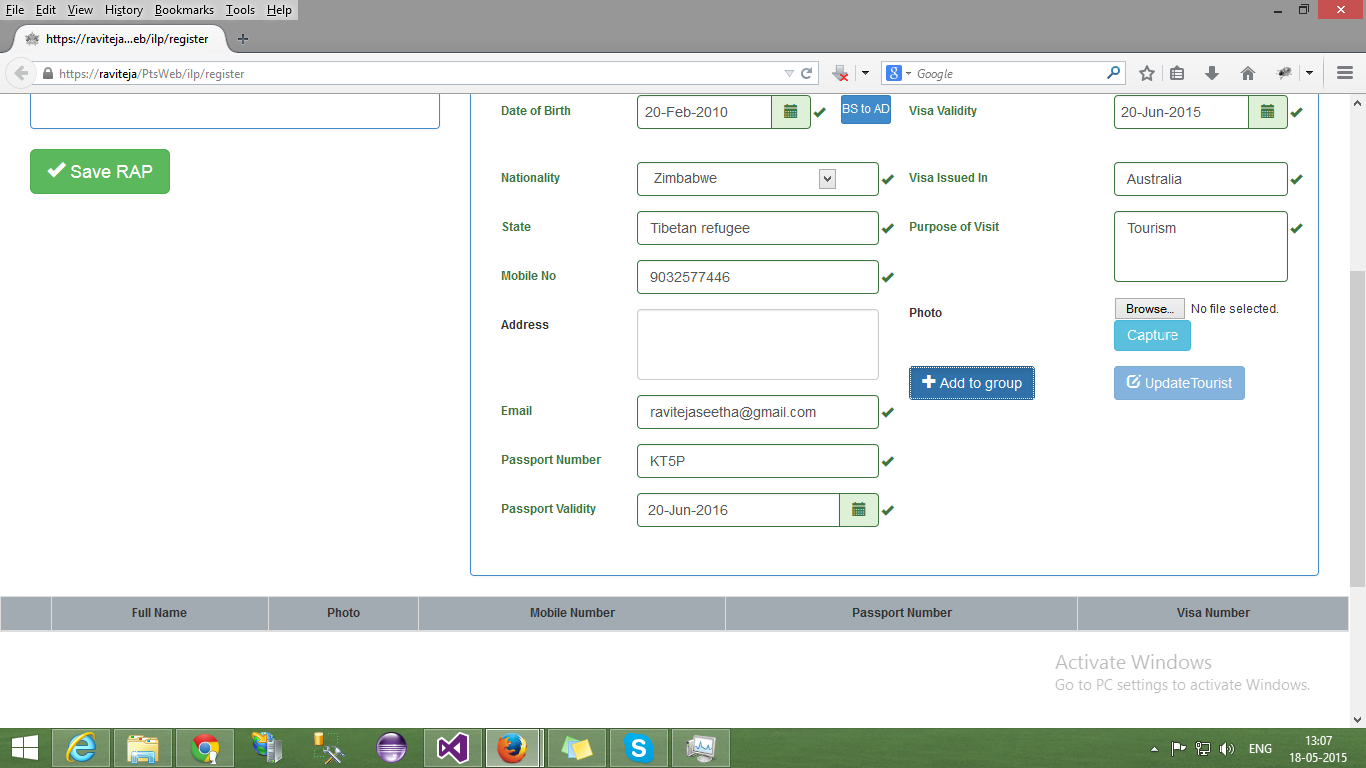 File Edit View History Bookmarks Tools Help
https://raviteja...eb/ilp/register
https://raviteja/PtsWeb/ilp/register
Google
Date of Birth 20-Feb-2010 BS to AD Visa Validity 20-Jun-2015
Save RAP
Nationality Zimbabwe Visa Issued In Australia
State Tibetan refugee Purpose of Visit Tourism
Mobile No 9032577446
Address Photo Browse... No file selected.
Capture
Add to group UpdateTourist
Email ravitejaseetha@gmail.com
Passport Number KT5P
Passport Validity 20-Jun-2016
Full Name Photo Mobile Number Passport Number Visa Number
Activate Windows
Go to PC settings to activate Windows.
ENG 13:07
18-05-2015